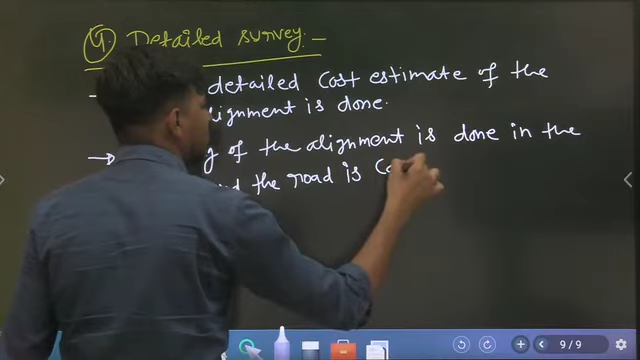 ④ Detailed survey:-
→ detailed cost estimate of the
alignment is done.
→ of the alignment is done in the
the road is Co
9/9